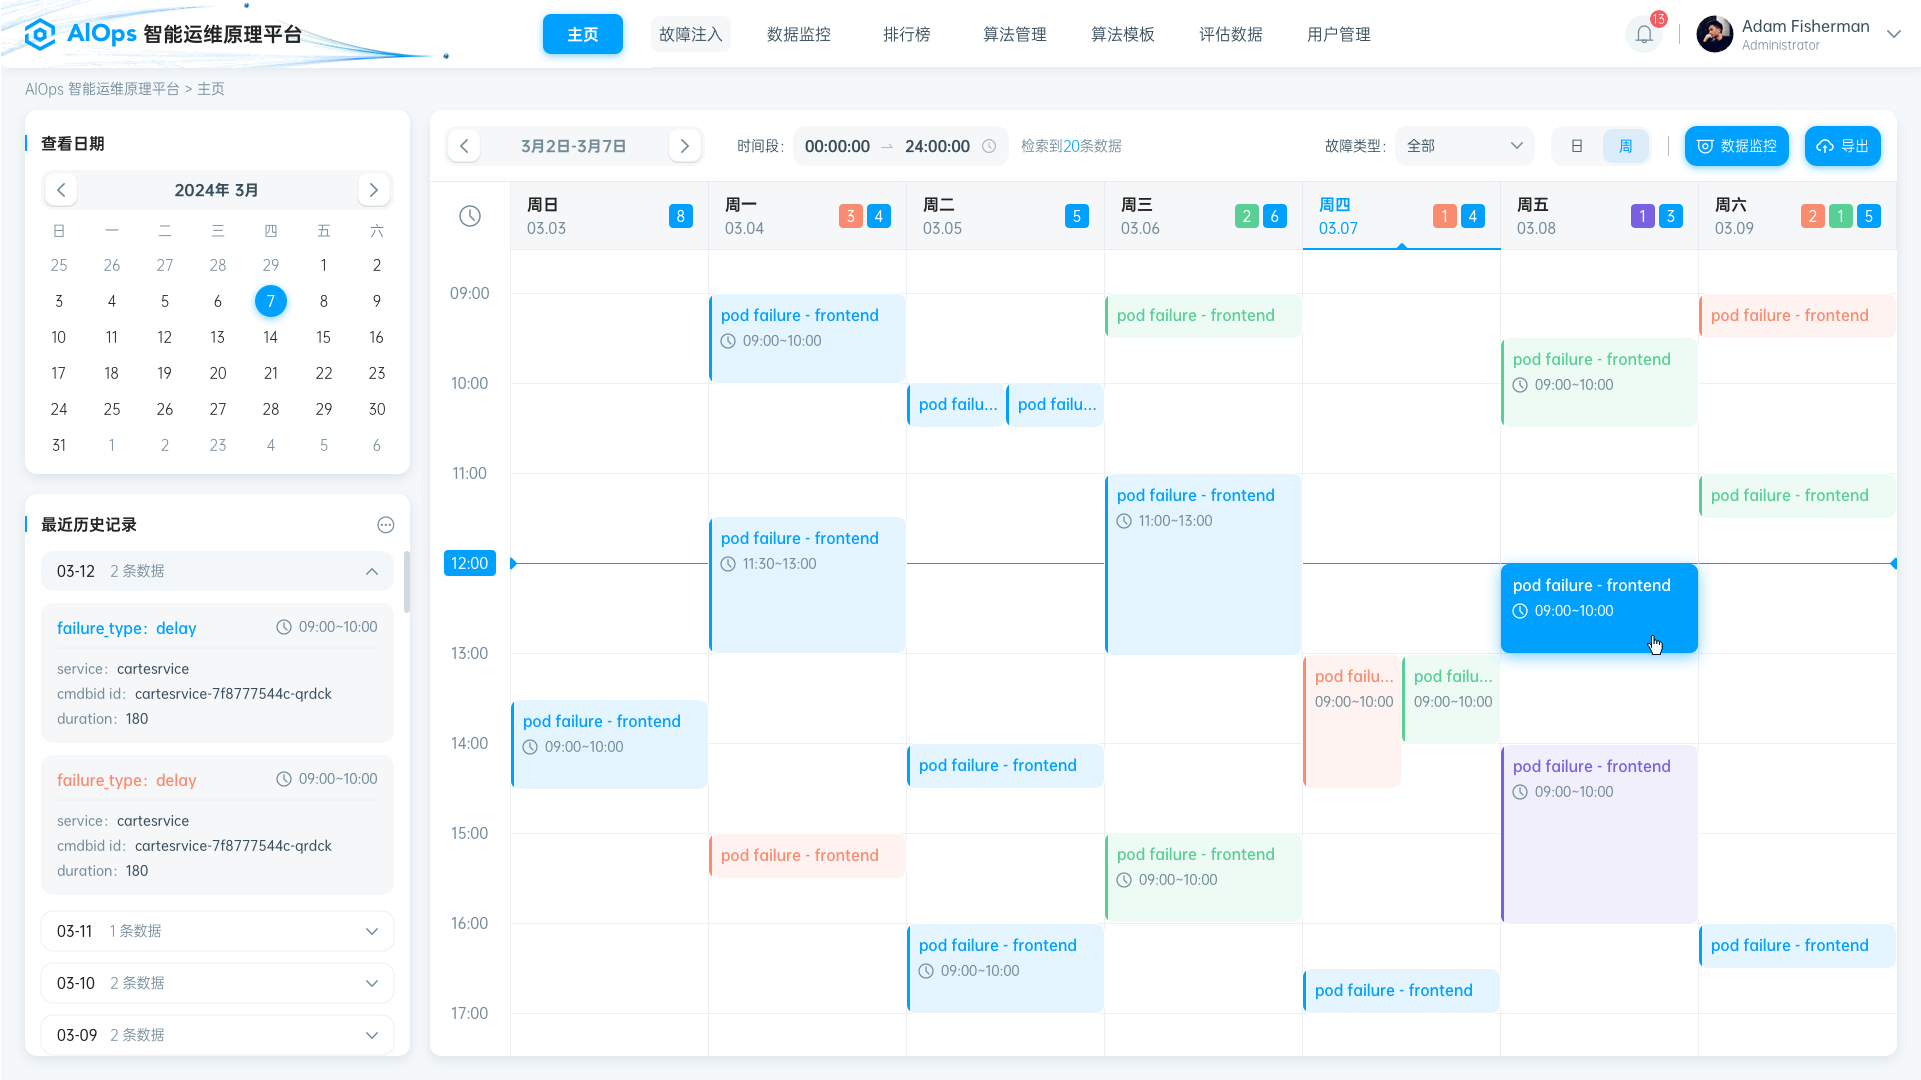 AIOps 智能运维原理平台
主页
故障注入
数据监控
排行榜
算法管理
算法模板
评估数据
用户管理
13
Adam Fisherman
Administrator
AIOps 智能运维原理平台 > 主页
查看日期
2024年 3月
日 一 二 三 四 五 六
25 26 27 28 29 1 2
3 4 5 6 7 8 9
10 11 12 13 14 15 16
17 18 19 20 21 22 23
24 25 26 27 28 29 30
31 1 2 23 4 5 6
最近历史记录
03-12 2 条数据
failure_type：delay 09:00~10:00
service：cartesrvice
cmdbid id：cartesrvice-7f8777544c-qrdck
duration：180
failure_type：delay 09:00~10:00
service：cartesrvice
cmdbid id：cartesrvice-7f8777544c-qrdck
duration：180
03-11 1 条数据
03-10 2 条数据
03-09 2 条数据
3月2日-3月7日
时间段：
00:00:00 → 24:00:00
检索到20条数据
故障类型：
全部
日 周
数据监控
导出
周日 03.03 8
周一 03.04 3 4
周二 03.05 5
周三 03.06 2 6
周四 03.07 1 4
周五 03.08 1 3
周六 03.09 2 1 5
09:00
10:00
11:00
12:00
13:00
14:00
15:00
16:00
17:00
pod failure - frontend
09:00~10:00
pod failure - frontend
09:00~10:00
pod failure - frontend
11:30~13:00
pod failure - frontend
pod failu...
pod failu...
pod failure - frontend
pod failure - frontend
09:00~10:00
pod failure - frontend
pod failure - frontend
11:00~13:00
pod failure - frontend
09:00~10:00
pod failu...
09:00~10:00
pod failu...
09:00~10:00
pod failure - frontend
pod failure - frontend
09:00~10:00
pod failure - frontend
09:00~10:00
pod failure - frontend
09:00~10:00
pod failure - frontend
pod failure - frontend
pod failure - frontend